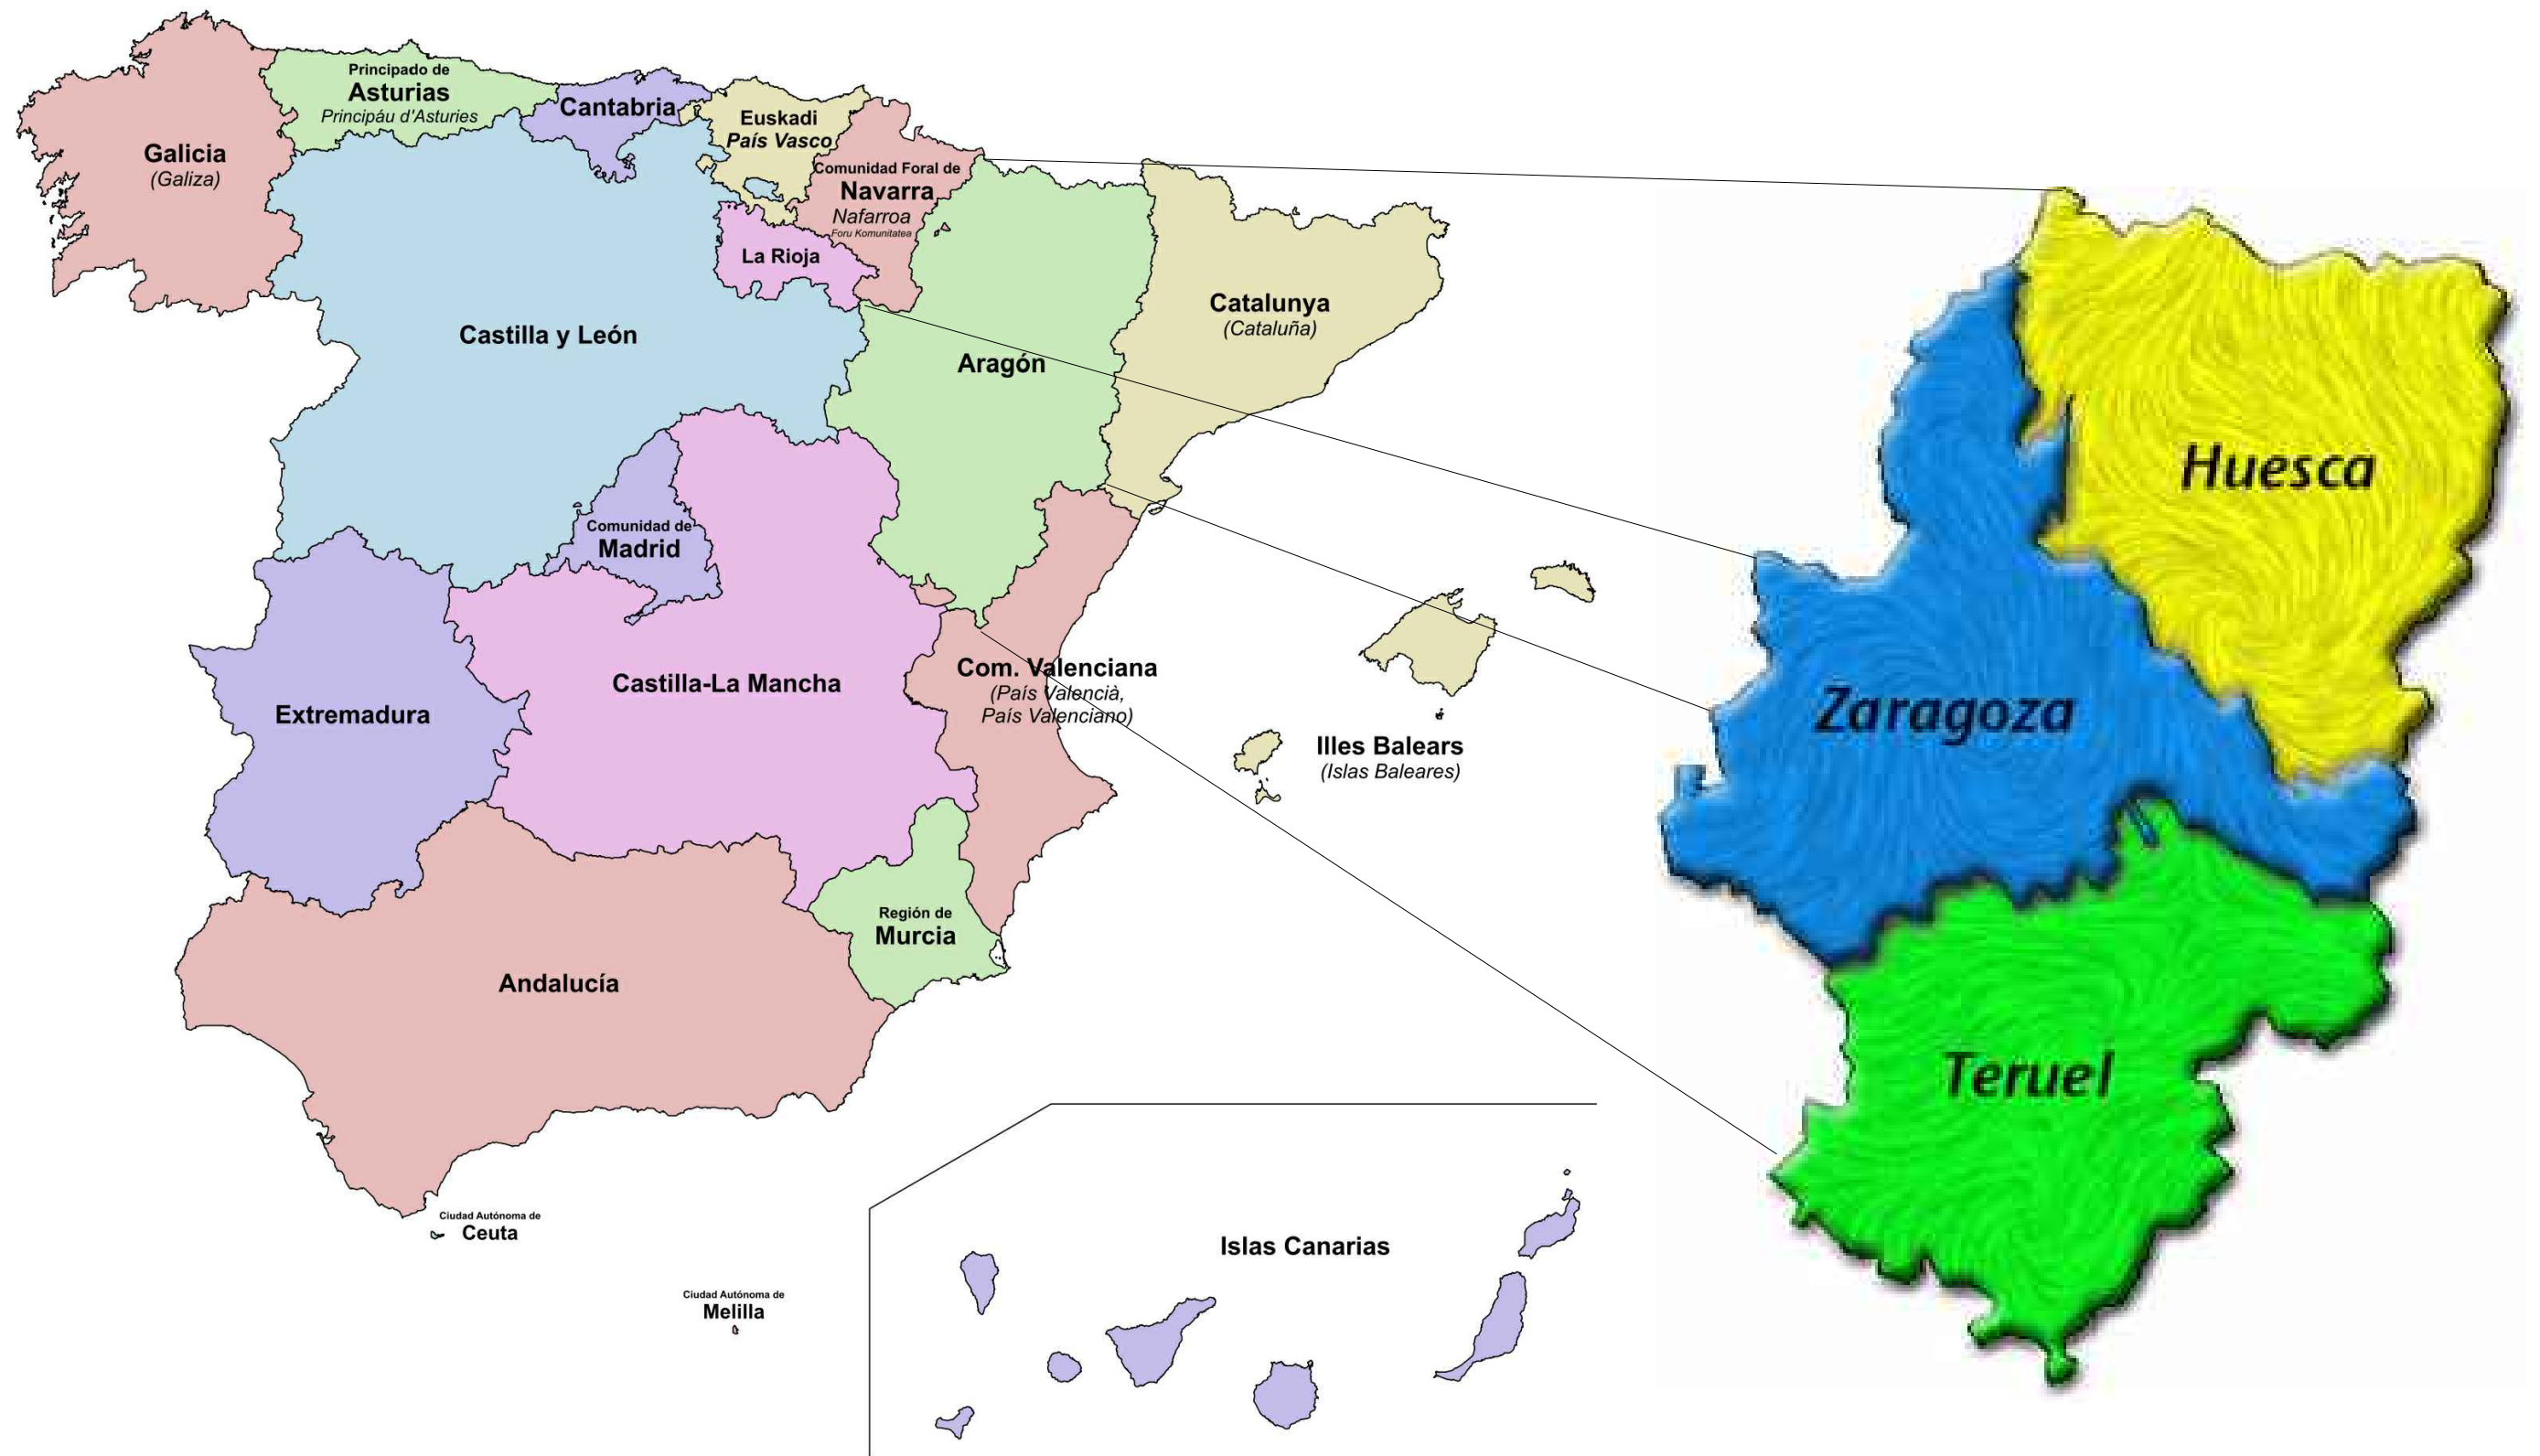 Principado de
Asturias
Principáu d'Asturies
Cantabria
Euskadi
País Vasco
Galicia
(Galiza)
Comunidad Foral de
Navarra
Nafarroa
Foru Komunitatea
La Rioja
Catalunya
(Cataluña)
Castilla y León
Aragón
Comunidad de
Madrid
Castilla-La Mancha
Com. Valenciana
(País Valencià,
País Valenciano)
Extremadura
Illes Balears
(Islas Baleares)
Región de
Murcia
Andalucía
Ciudad Autónoma de
Ceuta
Ciudad Autónoma de
Melilla
Islas Canarias
Huesca
Zaragoza
Teruel